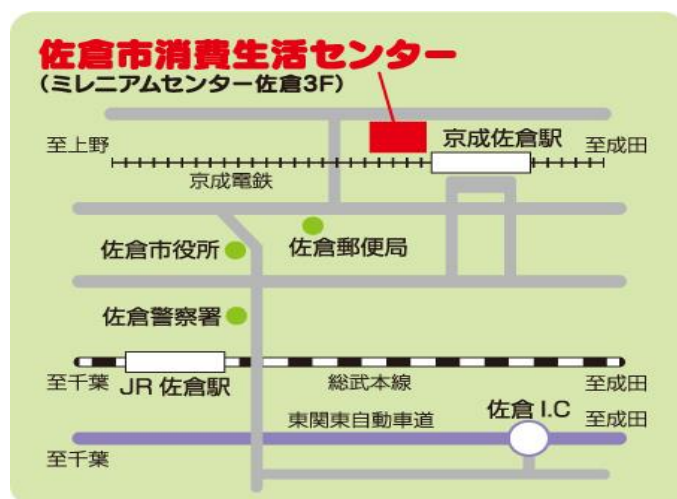 佐倉市消費生活センター
(ミレニアムセンター佐倉3F)
至上野
京成佐倉駅
至成田
京成電鉄
佐倉市役所
佐倉郵便局
佐倉警察署
至千葉
JR 佐倉駅
総武本線
至成田
東関東自動車道
佐倉 I.C
至成田
至千葉